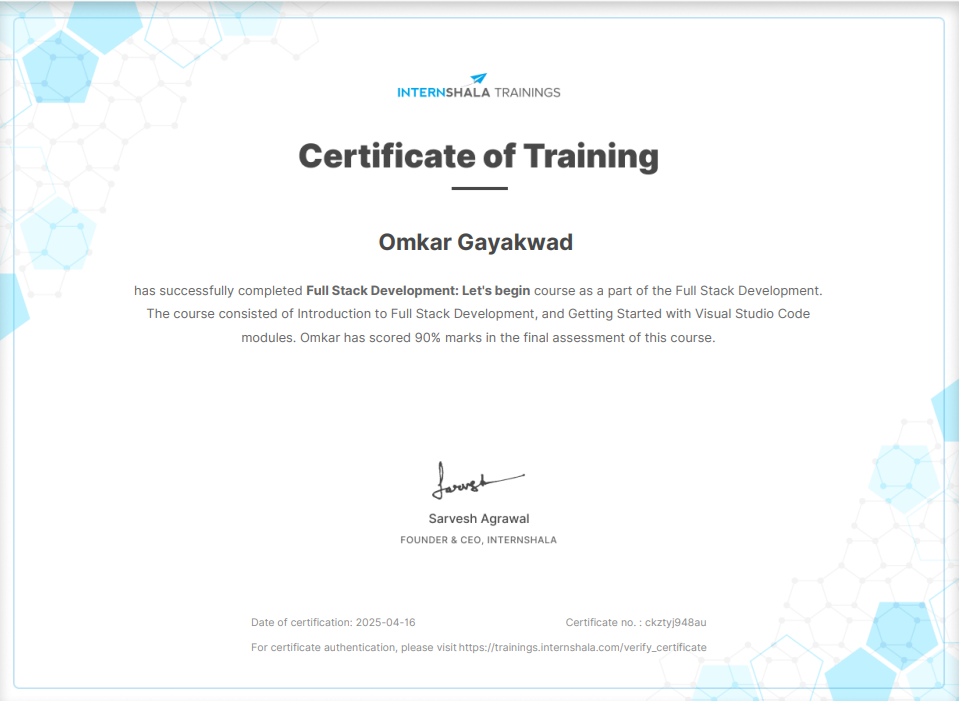 INTERNSHALA TRAININGS
Certificate of Training
Omkar Gayakwad
has successfully completed Full Stack Development: Let's begin course as a part of the Full Stack Development.
The course consisted of Introduction to Full Stack Development, and Getting Started with Visual Studio Code
modules. Omkar has scored 90% marks in the final assessment of this course.
Sarvesh
Sarvesh Agrawal
FOUNDER & CEO, INTERNSHALA
Date of certification: 2025-04-16 Certificate no. : ckztyj948au
For certificate authentication, please visit https://trainings.internshala.com/verify_certificate